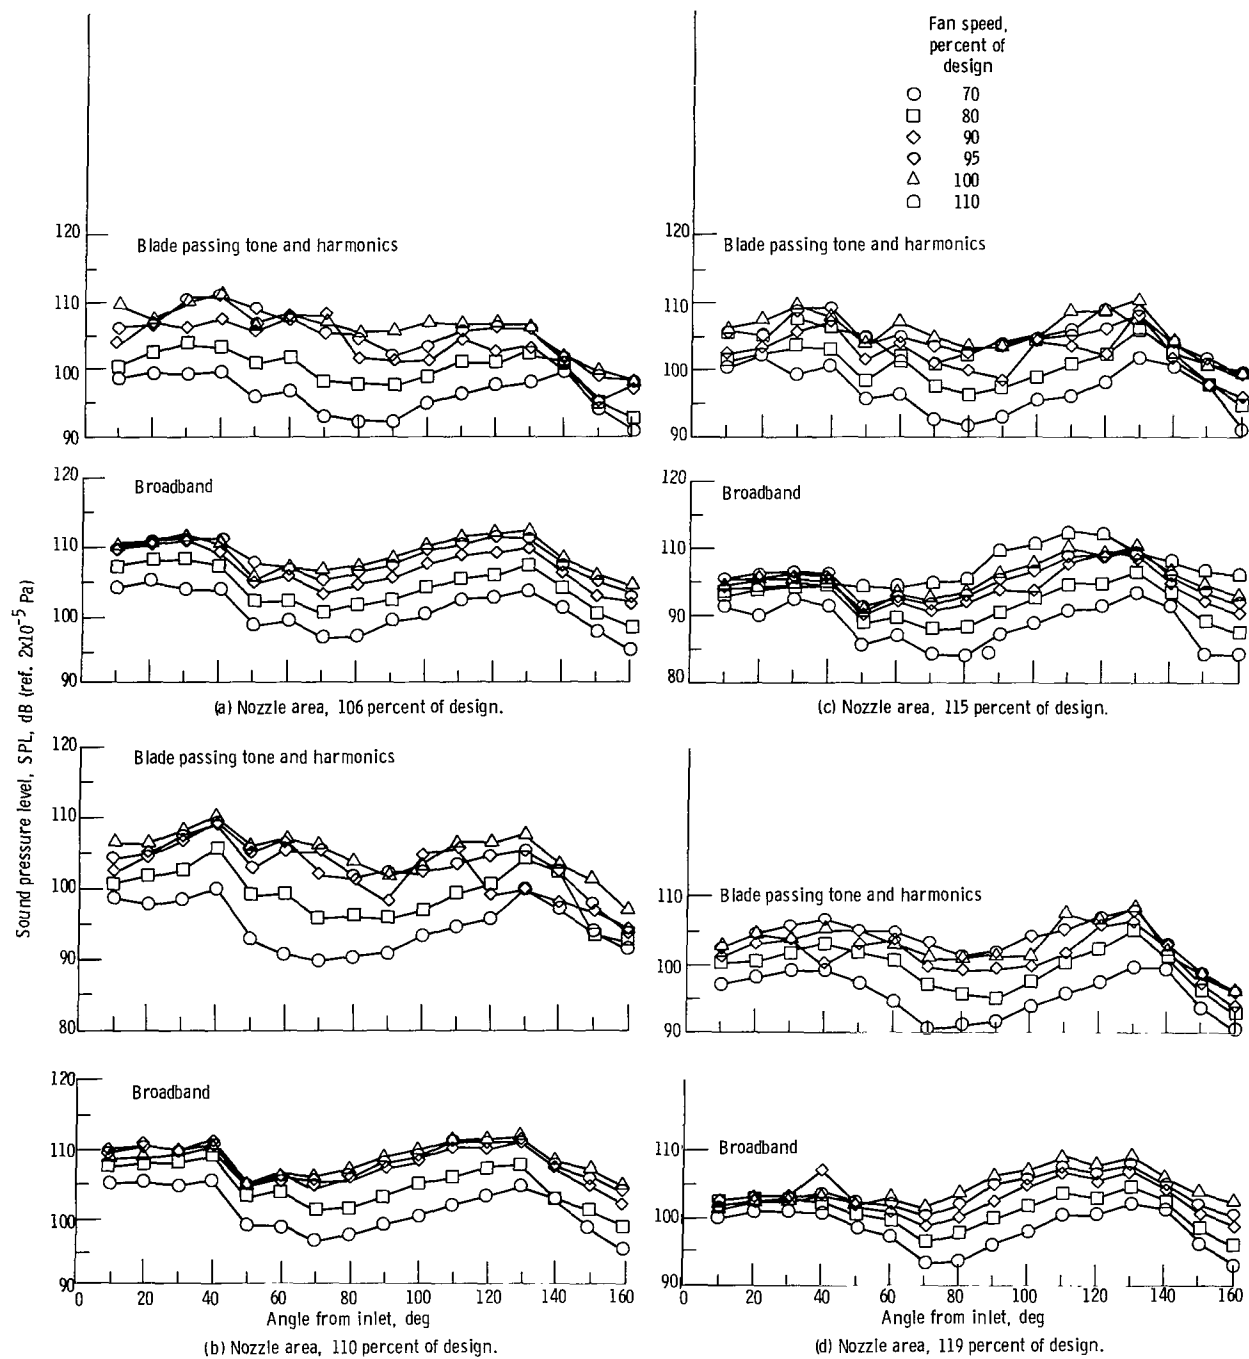 Fan speed,
percent of
design
70
80
90
95
100
110
120
Blade passing tone and harmonics
110
100
90
120
Broadband
110
100
90
(a) Nozzle area, 106 percent of design.
120
Blade passing tone and harmonics
110
100
90
120
Broadband
110
100
90
80
(c) Nozzle area, 115 percent of design.
Sound pressure level, SPL, dB (ref. 2x10⁻⁵ Pa)
120
Blade passing tone and harmonics
110
100
90
80
120
Broadband
110
100
90
0 20 40 60 80 100 120 140 160
Angle from inlet, deg
(b) Nozzle area, 110 percent of design.
110
Blade passing tone and harmonics
100
90
110
Broadband
100
90
0 20 40 60 80 100 120 140 160
Angle from inlet, deg
(d) Nozzle area, 119 percent of design.